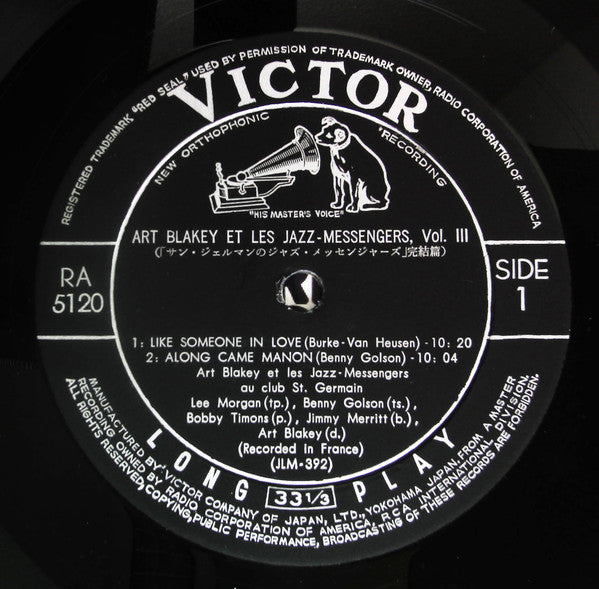 REGISTERED TRADEMARK "RED SEAL" USED BY PERMISSION OF TRADEMARK OWNER, RADIO CORPORATION OF AMERICA
VICTOR
NEW ORTHOPHONIC
"HIS MASTER'S VOICE"
RECORDING
ART BLAKEY ET LES JAZZ-MESSENGERS, Vol. III
(「サン・ジェルマンのジャズ・メッセンジャーズ」完結篇)
RA
5120
SIDE
1
1: LIKE SOMEONE IN LOVE (Burke-Van Heusen) - 10: 20
2: ALONG CAME MANON (Benny Golson) - 10: 04
Art Blakey et les Jazz-Messengers
au club St. Germain
Lee Morgan (tp.), Benny Golson (ts.),
Bobby Timons (p.), Jimmy Merritt (b.),
Art Blakey (d.)
(Recorded in France)
(JLM-392)
LONG 33 1/3 PLAY
MANUFACTURED BY VICTOR COMPANY OF JAPAN, LTD., YOKOHAMA JAPAN, FROM A MASTER
RECORDING OWNED BY RADIO CORPORATION OF AMERICA, RCA INTERNATIONAL DIVISION.
ALL RIGHTS RESERVED, COPYING, PUBLIC PERFORMANCE, BROADCASTING OF THESE RECORDS ARE FORBIDDEN.